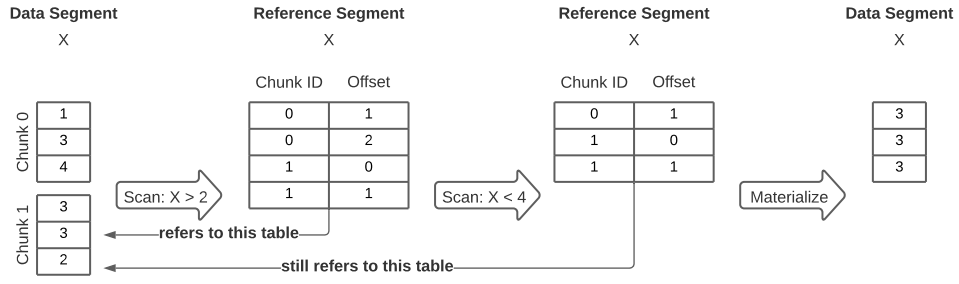 Data Segment
Reference Segment
Reference Segment
Data Segment
X
X
X
X
Chunk ID Offset
Chunk ID Offset
Chunk 0
1
3
4
Chunk 1
3
3
2
Scan: X > 2
0 1
0 2
1 0
1 1
Scan: X < 4
0 1
1 0
1 1
Materialize
3
3
3
refers to this table
still refers to this table